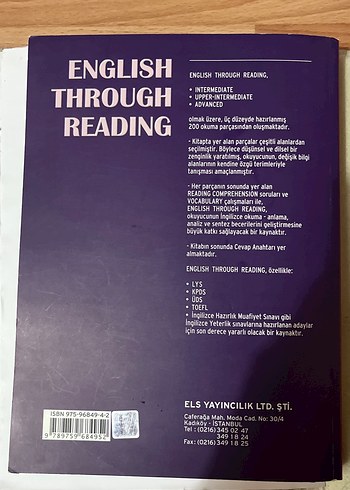 ENGLISH
THROUGH
READING
ENGLISH THROUGH READING,
• INTERMEDIATE
• UPPER-INTERMEDIATE
• ADVANCED
olmak üzere, üç düzeyde hazırlanmış
200 okuma parçasından oluşmaktadır.
- Kitapta yer alan parçalar çeşitli alanlardan
seçilmiştir. Böylece düşünsel ve dilsel bir
zenginlik yaratılmış, okuyucunun, değişik bilgi
alanlarının kendine özgü terimleriyle
tanışması amaçlanmıştır.
- Her parçanın sonunda yer alan
READING COMPREHENSION soruları ve
VOCABULARY çalışmaları ile,
ENGLISH THROUGH READING,
okuyucunun İngilizce okuma - anlama,
analiz ve sentez becerilerini geliştirmesine
büyük katkı sağlayacak bir kaynaktır.
- Kitabın sonunda Cevap Anahtarı yer
almaktadır.
ENGLISH THROUGH READING, özellikle:
• LYS
• KPDS
• ÜDS
• TOEFL
• İngilizce Hazırlık Muafiyet Sınavı gibi
İngilizce Yeterlik sınavlarına hazırlanan adaylar
için son derece yararlı olacak bir kaynaktır.
ELS YAYINCILIK LTD. ŞTİ.
Caferağa Mah. Moda Cad. No: 30/4
Kadıköy - İSTANBUL
Tel : (0216) 345 02 47
349 18 24
Fax: (0216) 349 18 25
ISBN 975-96849-4-2
9 789759 684952